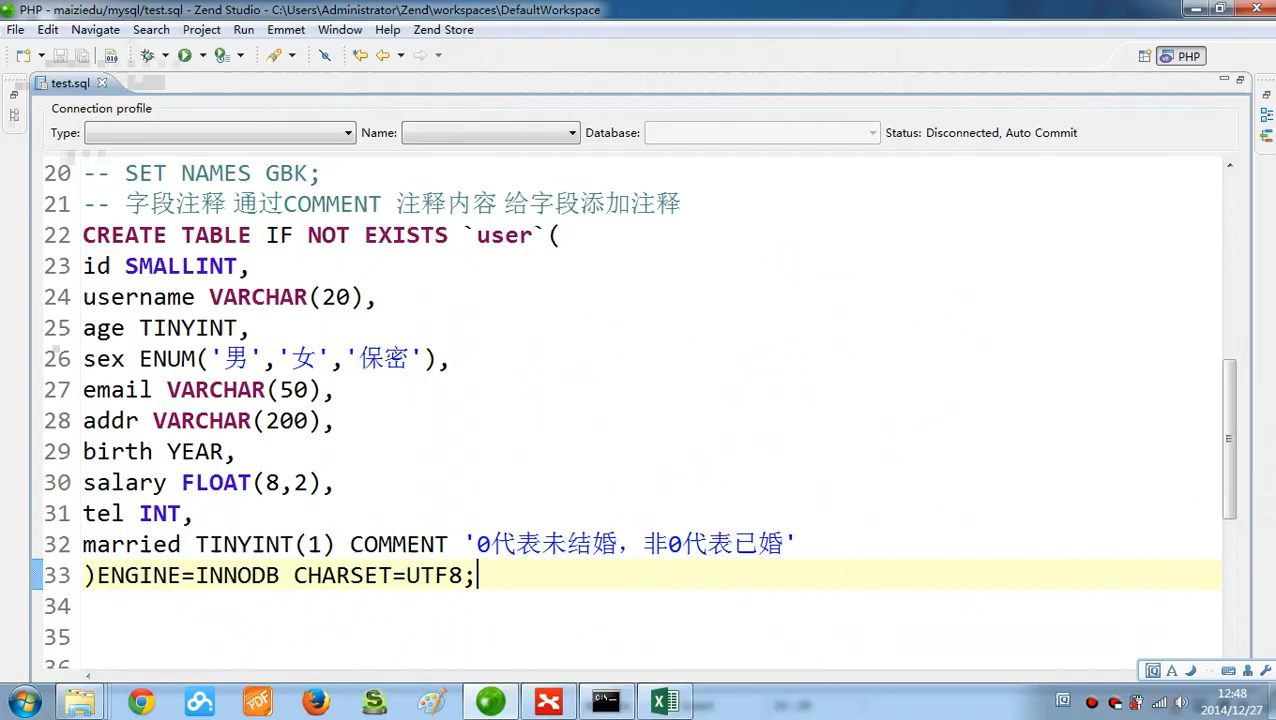 PHP - maiziedu/mysql/test.sql - Zend Studio - C:\Users\Administrator\Zend\workspaces\DefaultWorkspace
File Edit Navigate Search Project Run Emmet Window Help Zend Store
PHP
test.sql
Connection profile
Type: Name: Database: Status: Disconnected, Auto Commit
20 -- SET NAMES GBK;
21 -- 字段注释 通过COMMENT 注释内容 给字段添加注释
22 CREATE TABLE IF NOT EXISTS `user`(
23 id SMALLINT,
24 username VARCHAR(20),
25 age TINYINT,
26 sex ENUM('男','女','保密'),
27 email VARCHAR(50),
28 addr VARCHAR(200),
29 birth YEAR,
30 salary FLOAT(8,2),
31 tel INT,
32 married TINYINT(1) COMMENT '0代表未结婚，非0代表已婚'
33 )ENGINE=INNODB CHARSET=UTF8;
34
35
36
12:48
2014/12/27